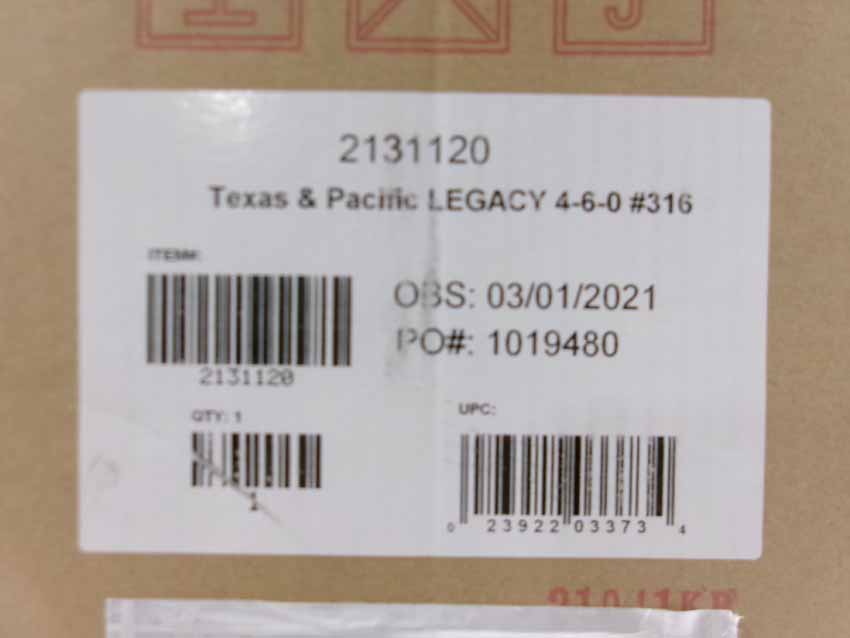 2131120
Texas & Pacific LEGACY 4-6-0 #316
ITEM#:
2131120
OBS: 03/01/2021
PO#: 1019480
QTY: 1
1
UPC:
0 23922 03373 4